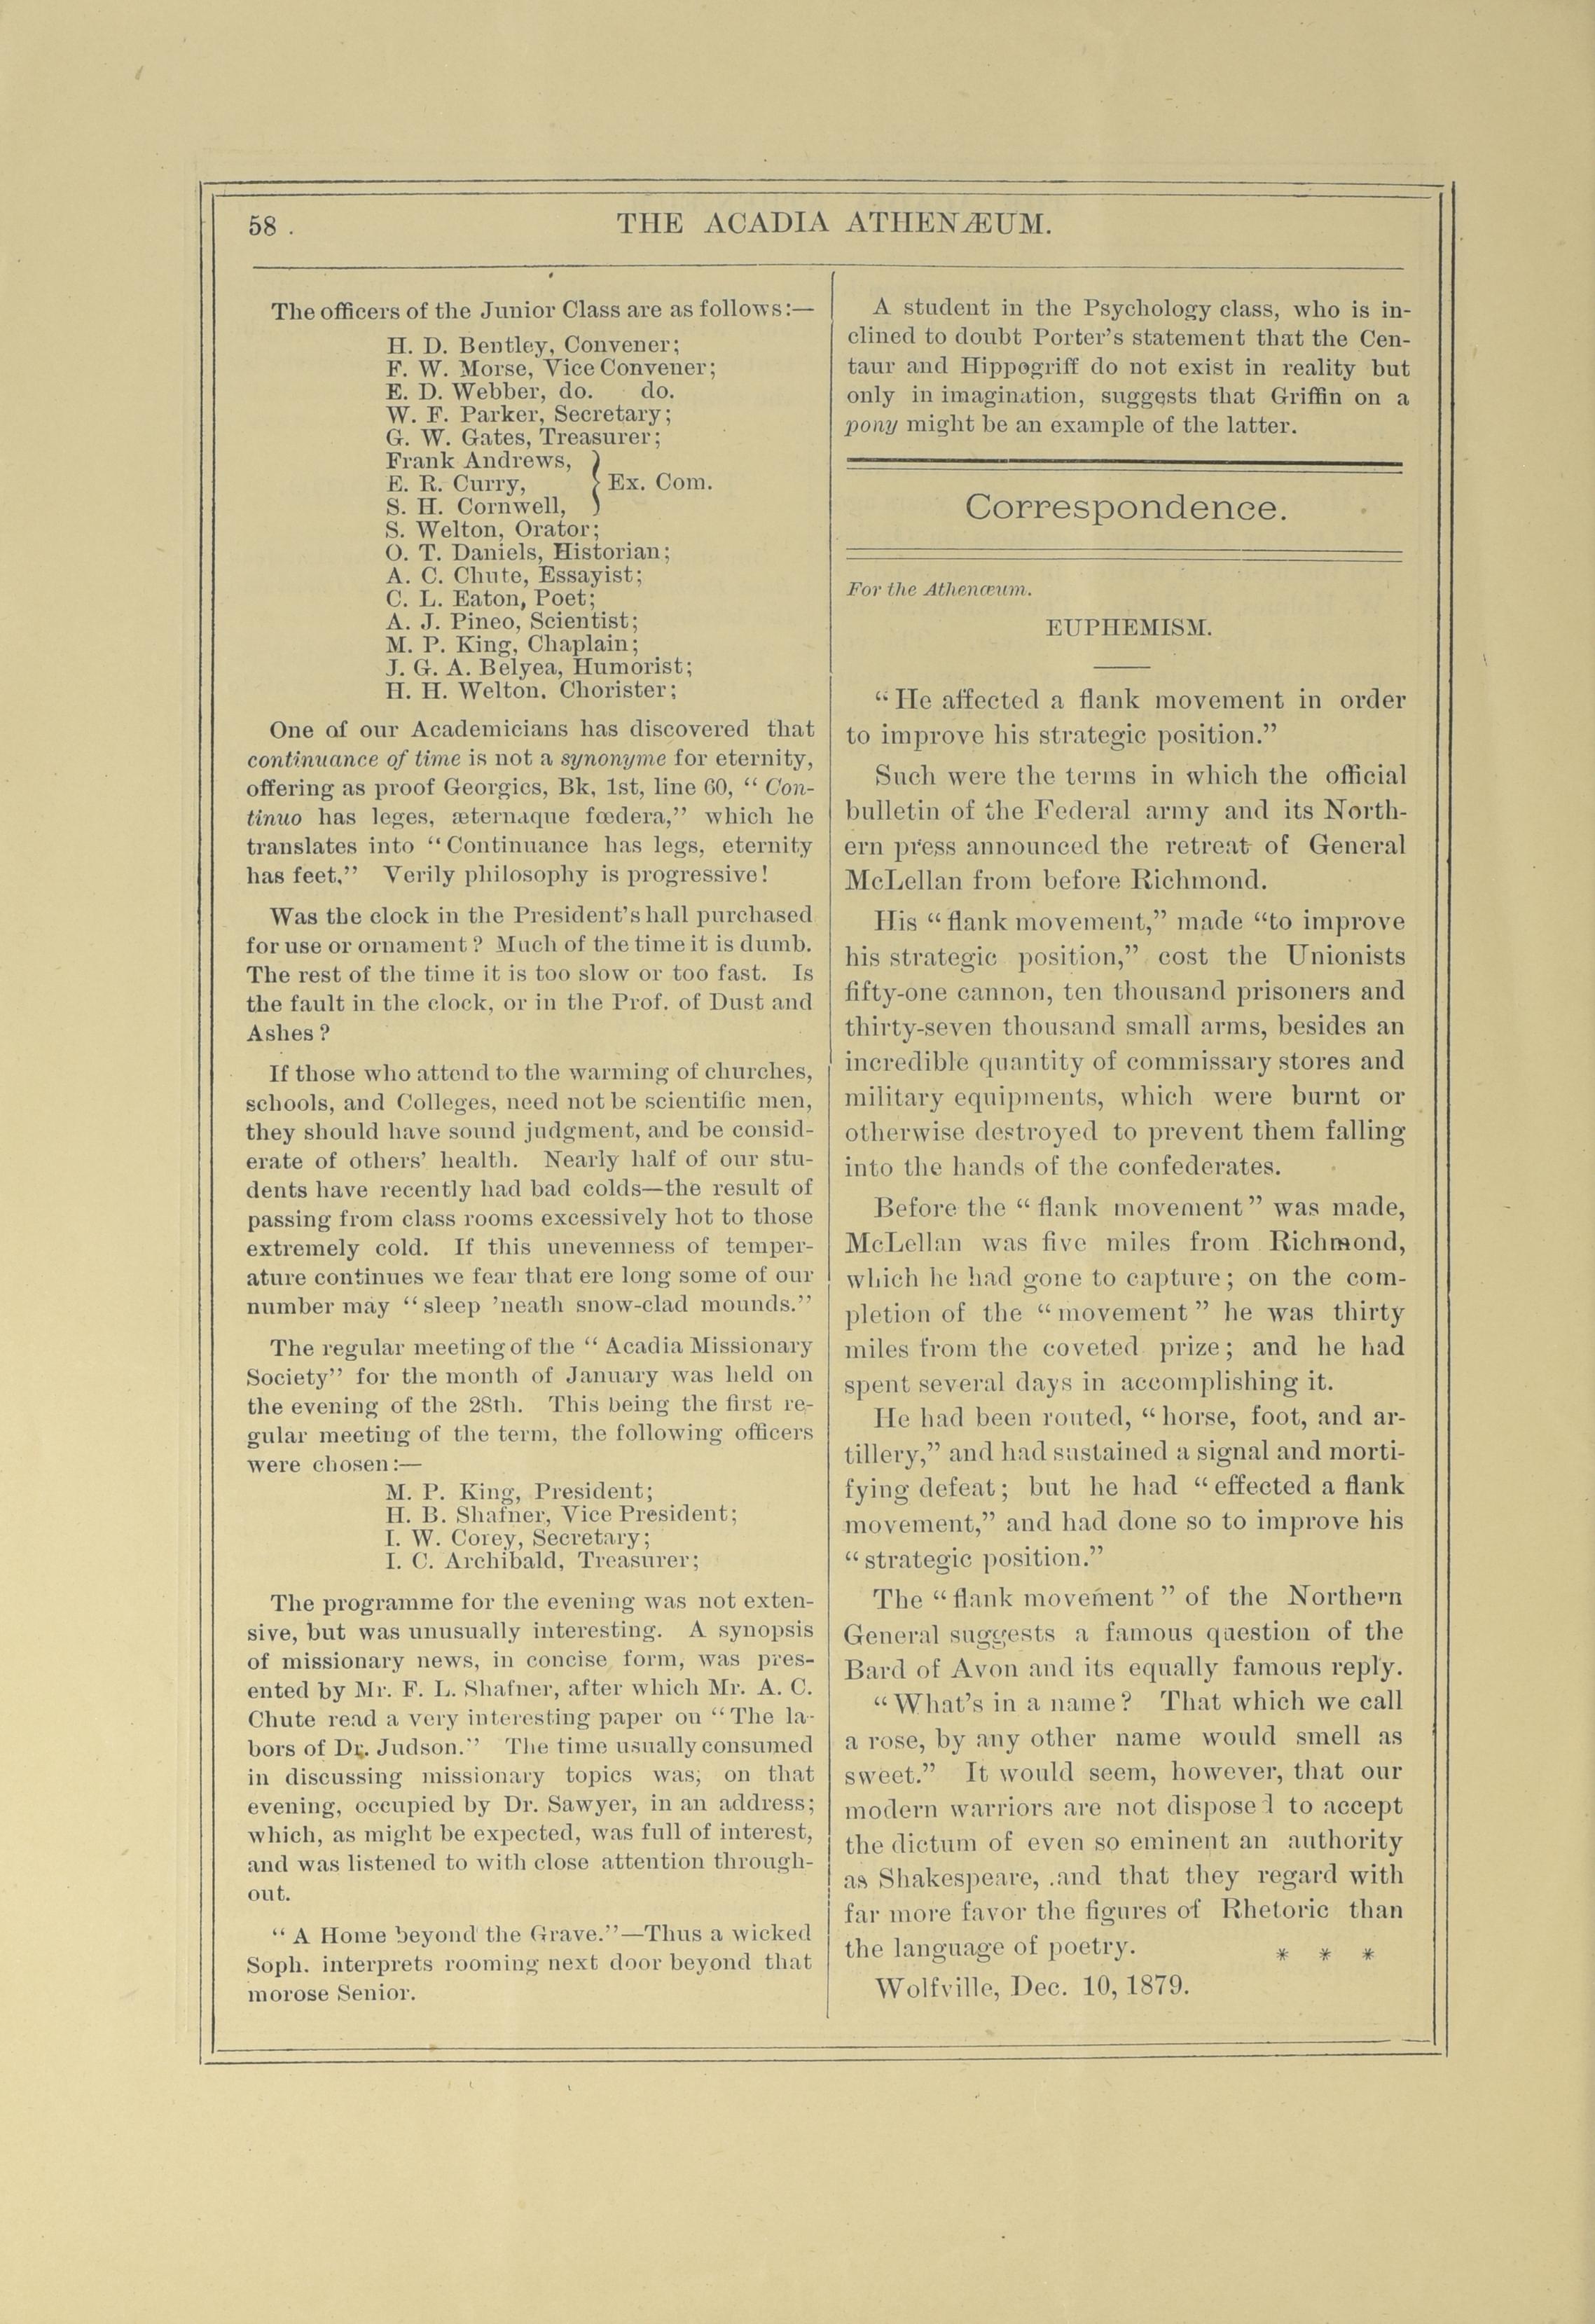 58 .
THE ACADIA ATHENÆUM.
The officers of the Junior Class are as follows:—
H. D. Bentley, Convener;
F. W. Morse, Vice Convener;
E. D. Webber, do. do.
W. F. Parker, Secretary;
G. W. Gates, Treasurer;
Frank Andrews,
E. R. Curry, } Ex. Com.
S. H. Cornwell,
S. Welton, Orator;
O. T. Daniels, Historian;
A. C. Chute, Essayist;
C. L. Eaton, Poet;
A. J. Pineo, Scientist;
M. P. King, Chaplain;
J. G. A. Belyea, Humorist;
H. H. Welton. Chorister;
One of our Academicians has discovered that
continuance of time is not a synonyme for eternity,
offering as proof Georgics, Bk, 1st, line 60, “ Con-
tinuo has leges, æternaque fœdera,” which he
translates into “Continuance has legs, eternity
has feet.” Verily philosophy is progressive!
Was the clock in the President's hall purchased
for use or ornament? Much of the time it is dumb.
The rest of the time it is too slow or too fast. Is
the fault in the clock, or in the Prof. of Dust and
Ashes?
If those who attend to the warming of churches,
schools, and Colleges, need not be scientific men,
they should have sound judgment, and be consid-
erate of others' health. Nearly half of our stu-
dents have recently had bad colds—the result of
passing from class rooms excessively hot to those
extremely cold. If this unevenness of temper-
ature continues we fear that ere long some of our
number may “sleep 'neath snow-clad mounds.”
The regular meeting of the “ Acadia Missionary
Society” for the month of January was held on
the evening of the 28th. This being the first re-
gular meeting of the term, the following officers
were chosen:—
M. P. King, President;
H. B. Shafner, Vice President;
I. W. Corey, Secretary;
I. C. Archibald, Treasurer;
The programme for the evening was not exten-
sive, but was unusually interesting. A synopsis
of missionary news, in concise form, was pres-
ented by Mr. F. L. Shafner, after which Mr. A. C.
Chute read a very interesting paper on “The la-
bors of Dr. Judson.” The time usually consumed
in discussing missionary topics was, on that
evening, occupied by Dr. Sawyer, in an address;
which, as might be expected, was full of interest,
and was listened to with close attention through-
out.
“ A Home beyond the Grave.”—Thus a wicked
Soph. interprets rooming next door beyond that
morose Senior.
A student in the Psychology class, who is in-
clined to doubt Porter's statement that the Cen-
taur and Hippogriff do not exist in reality but
only in imagination, suggests that Griffin on a
pony might be an example of the latter.
Correspondence.
For the Athenæum.
EUPHEMISM.
“ He affected a flank movement in order
to improve his strategic position.”
Such were the terms in which the official
bulletin of the Federal army and its North-
ern press announced the retreat of General
McLellan from before Richmond.
His “ flank movement,” made “to improve
his strategic position,” cost the Unionists
fifty-one cannon, ten thousand prisoners and
thirty-seven thousand small arms, besides an
incredible quantity of commissary stores and
military equipments, which were burnt or
otherwise destroyed to prevent them falling
into the hands of the confederates.
Before the “ flank movement” was made,
McLellan was five miles from Richmond,
which he had gone to capture; on the com-
pletion of the “ movement ” he was thirty
miles from the coveted prize; and he had
spent several days in accomplishing it.
He had been routed, “ horse, foot, and ar-
tillery,” and had sustained a signal and morti-
fying defeat; but he had “ effected a flank
movement,” and had done so to improve his
“ strategic position.”
The “ flank movement ” of the Northern
General suggests a famous question of the
Bard of Avon and its equally famous reply.
“ What's in a name? That which we call
a rose, by any other name would smell as
sweet.” It would seem, however, that our
modern warriors are not disposed to accept
the dictum of even so eminent an authority
as Shakespeare, .and that they regard with
far more favor the figures of Rhetoric than
the language of poetry. * * *
Wolfville, Dec. 10, 1879.